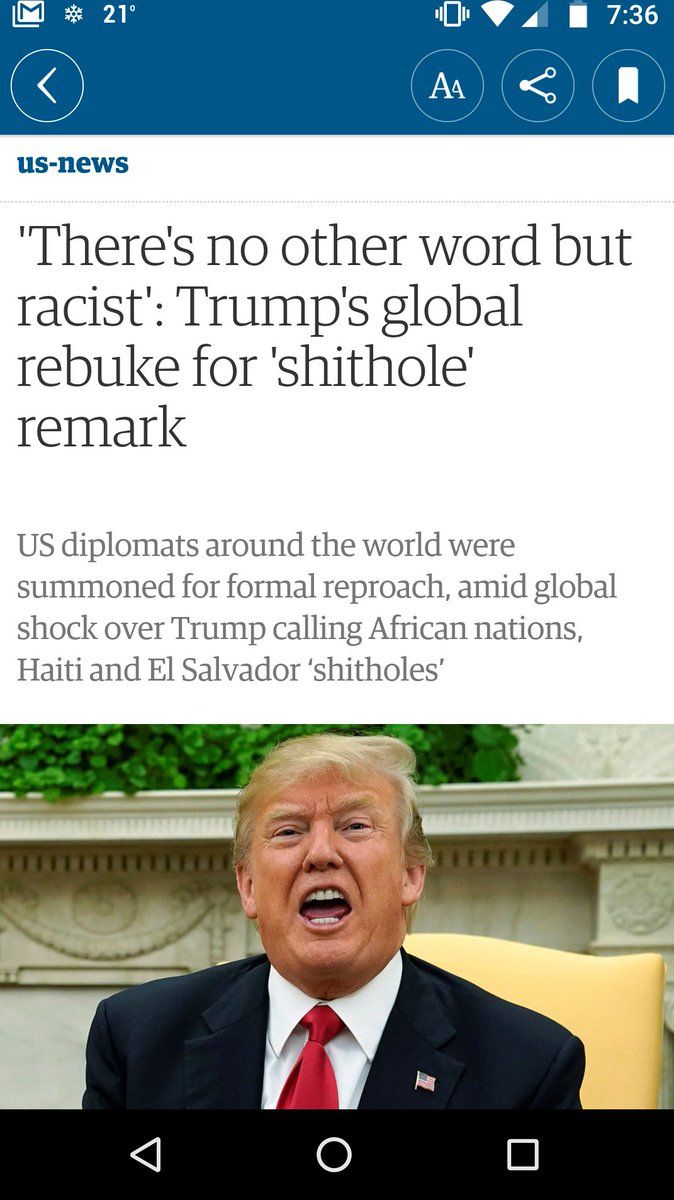 21°
7:36
AA
us-news
'There's no other word but
racist': Trump's global
rebuke for 'shithole'
remark
US diplomats around the world were
summoned for formal reproach, amid global
shock over Trump calling African nations,
Haiti and El Salvador ‘shitholes’